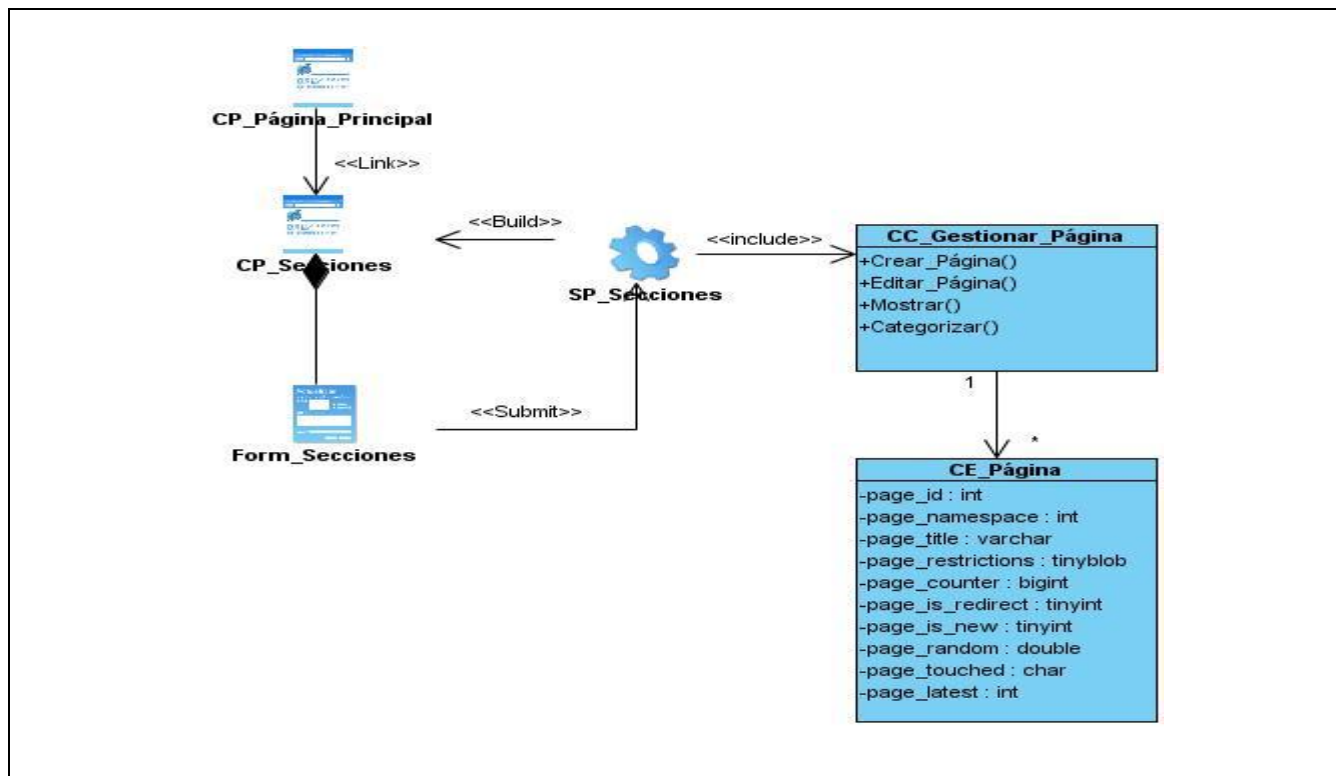 CP_Página_Principal
<<Link>>
CP_Secciones
<<Build>>
SP_Secciones
<<include>>
CC_Gestionar_Página
+Crear_Página()
+Editar_Página()
+Mostrar()
+Categorizar()
1
*
Form_Secciones
<<Submit>>
CE_Página
-page_id : int
-page_namespace : int
-page_title : varchar
-page_restrictions : tinyblob
-page_counter : bigint
-page_is_redirect : tinyint
-page_is_new : tinyint
-page_random : double
-page_touched : char
-page_latest : int